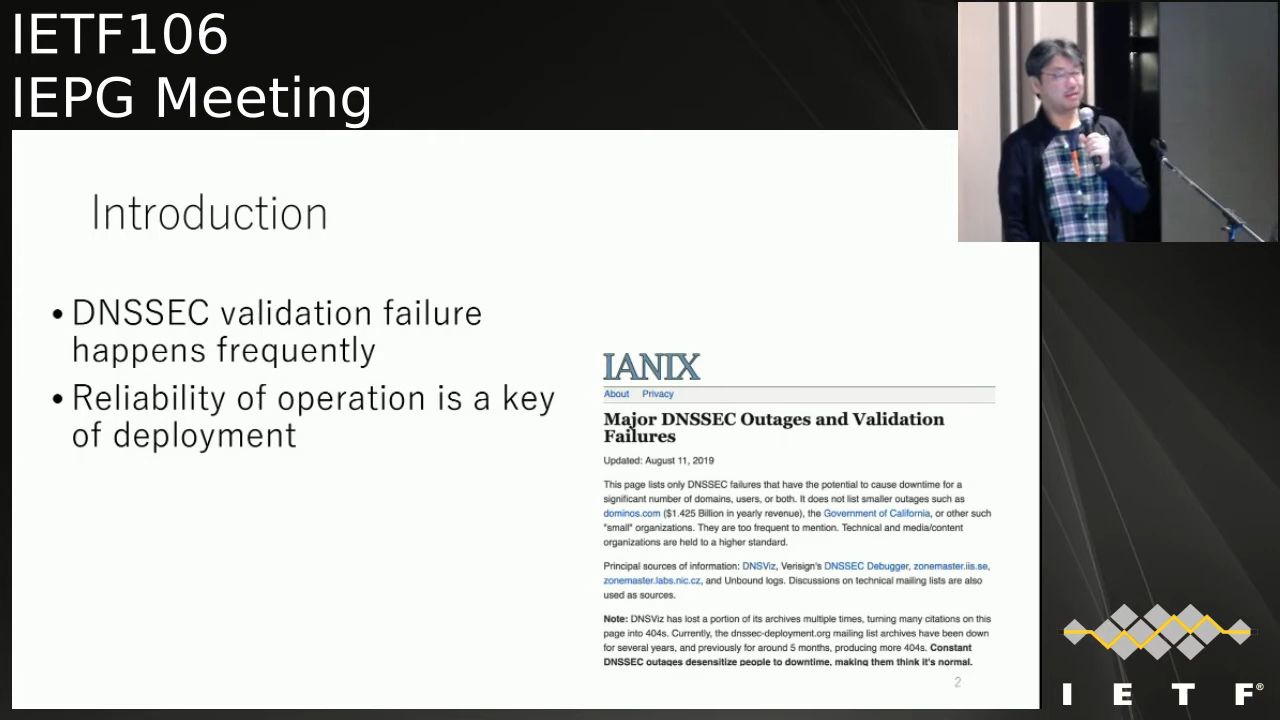 IETF106
IEPG Meeting
Introduction
• DNSSEC validation failure
happens frequently
• Reliability of operation is a key
of deployment
IANIX
About Privacy
Major DNSSEC Outages and Validation
Failures
Updated: August 11, 2019
This page lists only DNSSEC failures that have the potential to cause downtime for a
significant number of domains, users, or both. It does not list smaller outages such as
dominos.com ($1.425 Billion in yearly revenue), the Government of California, or other such
"small" organizations. They are too frequent to mention. Technical and media/content
organizations are held to a higher standard.
Principal sources of information: DNSViz, Verisign's DNSSEC Debugger, zonemaster.iis.se,
zonemaster.labs.nic.cz, and Unbound logs. Discussions on technical mailing lists are also
used as sources.
Note: DNSViz has lost a portion of its archives multiple times, turning many citations on this
page into 404s. Currently, the dnssec-deployment.org mailing list archives have been down
for several years, and previously for around 5 months, producing more 404s. Constant
DNSSEC outages desensitize people to downtime, making them think it's normal.
2
I E T F®